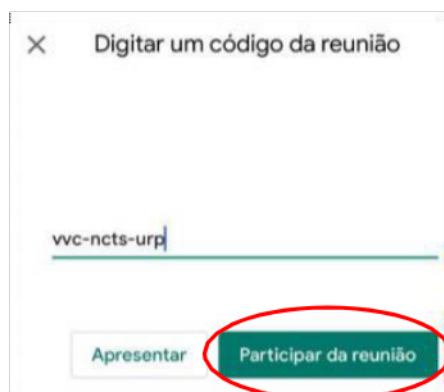 Digitar um código da reunião
vvc-ncts-urp
Apresentar
Participar da reunião